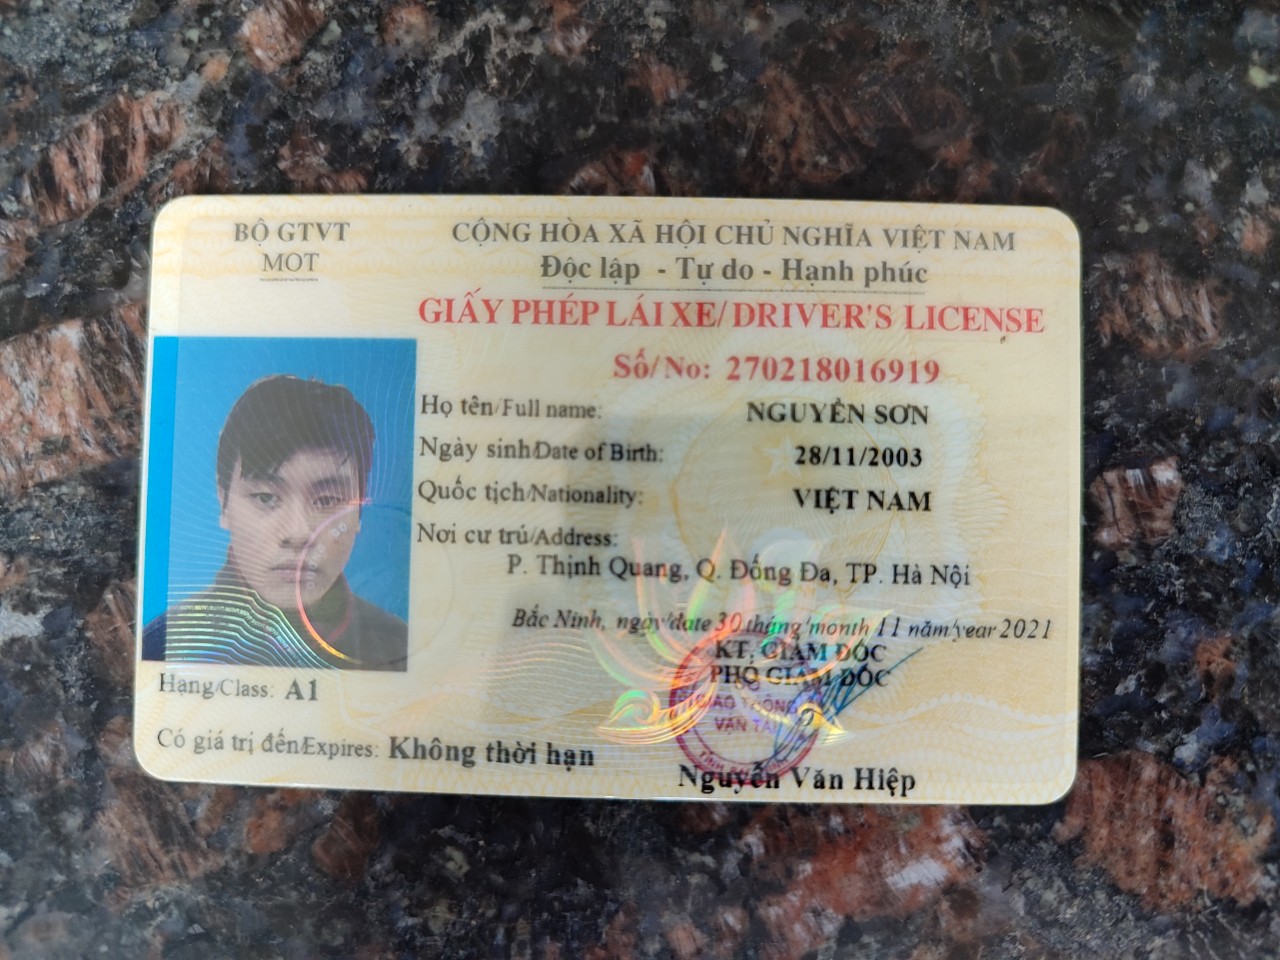 BỘ GTVT
MOT
CỘNG HÒA XÃ HỘI CHỦ NGHĨA VIỆT NAM
Độc lập - Tự do - Hạnh phúc
GIẤY PHÉP LÁI XE/ DRIVER'S LICENSE
Số/ No: 270218016919
Họ tên/Full name: NGUYỄN SƠN
Ngày sinh/Date of Birth: 28/11/2003
Quốc tịch/Nationality: VIỆT NAM
Nơi cư trú/Address:
P. Thịnh Quang, Q. Đống Đa, TP. Hà Nội
Bắc Ninh, ngày/date 30 tháng/month 11 năm/year 2021
KT. GIÁM ĐỐC
PHÓ GIÁM ĐỐC
GIAO THÔNG
VẬN TẢI
Hạng/Class: A1
Có giá trị đến/Expires: Không thời hạn
Nguyễn Văn Hiệp